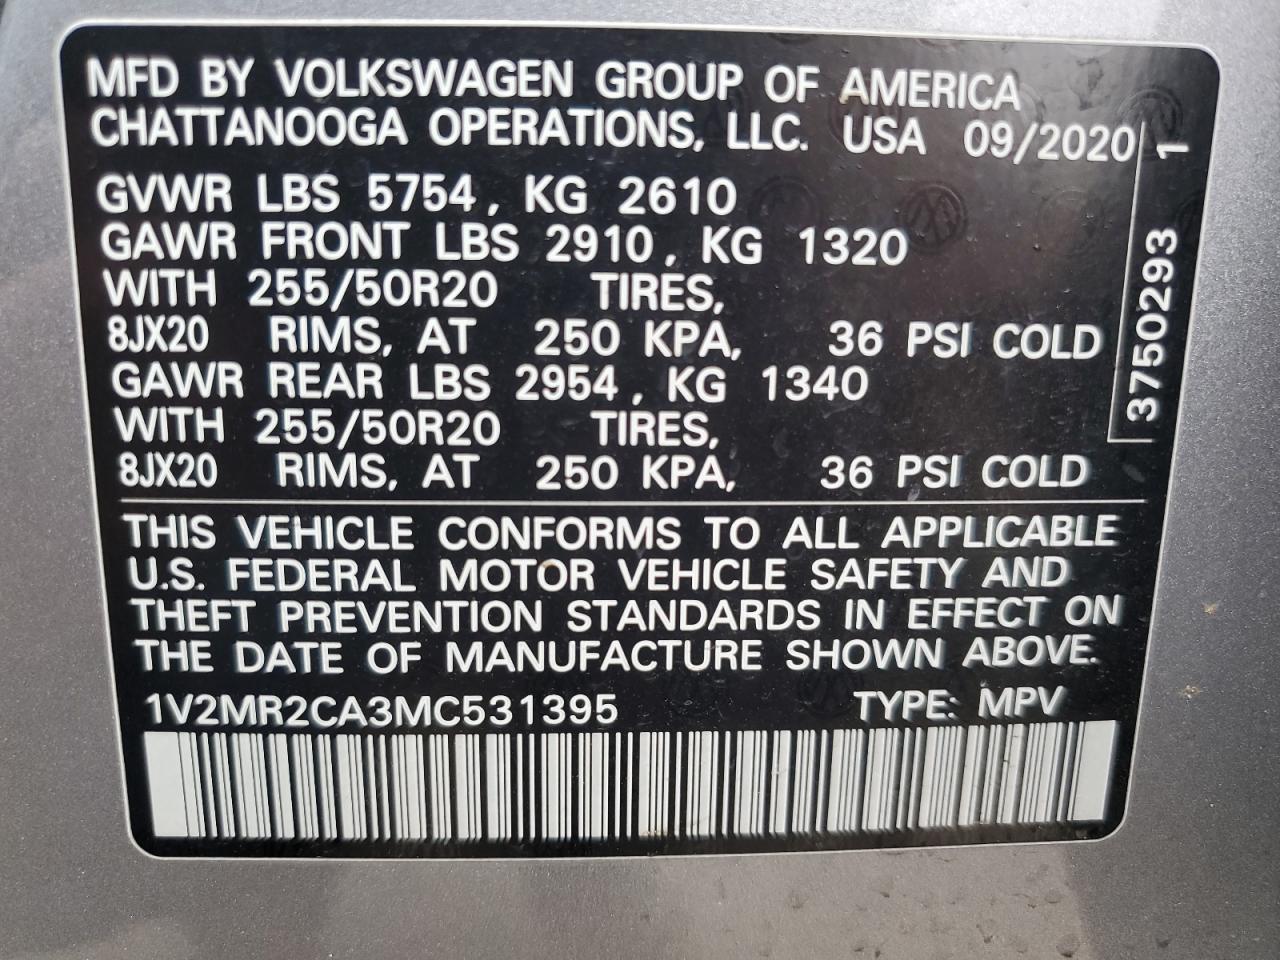 MFD BY VOLKSWAGEN GROUP OF AMERICA
CHATTANOOGA OPERATIONS, LLC. USA 09/2020
GVWR LBS 5754, KG 2610
GAWR FRONT LBS 2910, KG 1320
WITH 255/50R20 TIRES,
8JX20 RIMS, AT 250 KPA, 36 PSI COLD
GAWR REAR LBS 2954, KG 1340
WITH 255/50R20 TIRES,
8JX20 RIMS, AT 250 KPA, 36 PSI COLD
THIS VEHICLE CONFORMS TO ALL APPLICABLE
U.S. FEDERAL MOTOR VEHICLE SAFETY AND
THEFT PREVENTION STANDARDS IN EFFECT ON
THE DATE OF MANUFACTURE SHOWN ABOVE.
1V2MR2CA3MC531395 TYPE: MPV
3750293 1